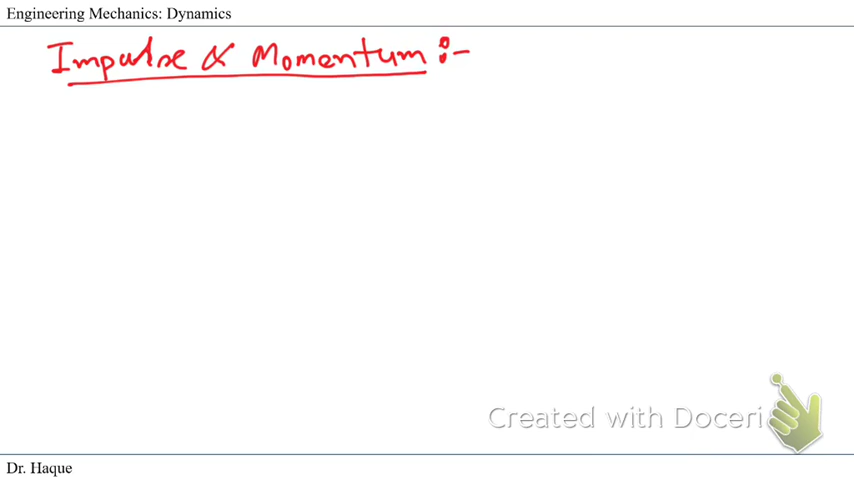 Engineering Mechanics: Dynamics
Impulse & Momentum :-
Created with Doceri
Dr. Haque